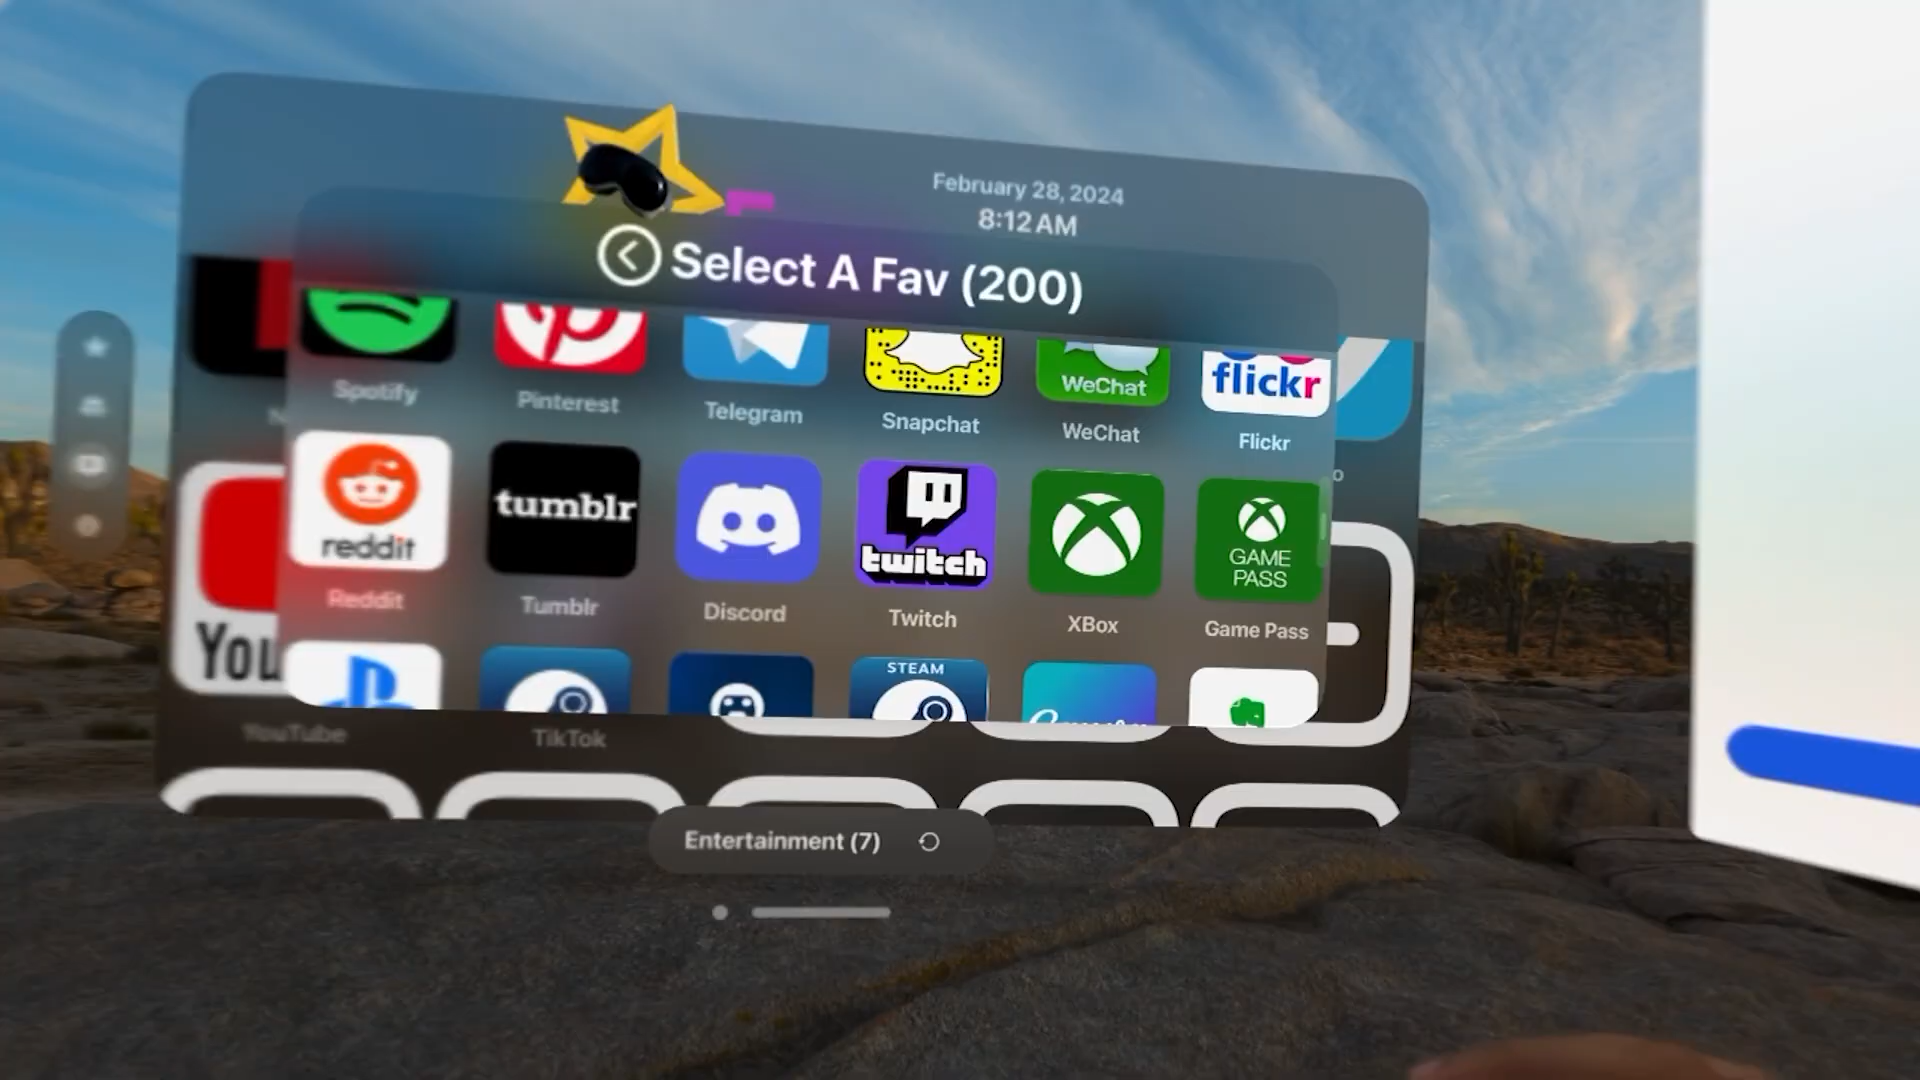 February 28, 2024
8:12 AM
Select A Fav (200)
WeChat
flickr
Spotify
Pinterest
Telegram
Snapchat
WeChat
Flickr
reddit
tumblr
twitch
GAME
PASS
Reddit
Tumblr
Discord
Twitch
XBox
Game Pass
You
STEAM
YouTube
TikTok
Entertainment (7)